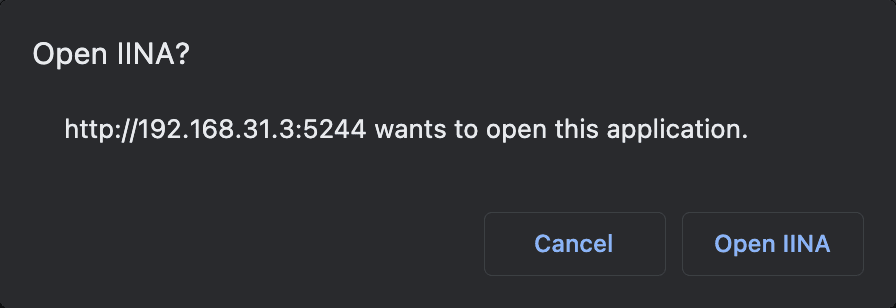 Open IINA?
http://192.168.31.3:5244 wants to open this application.
Cancel
Open IINA